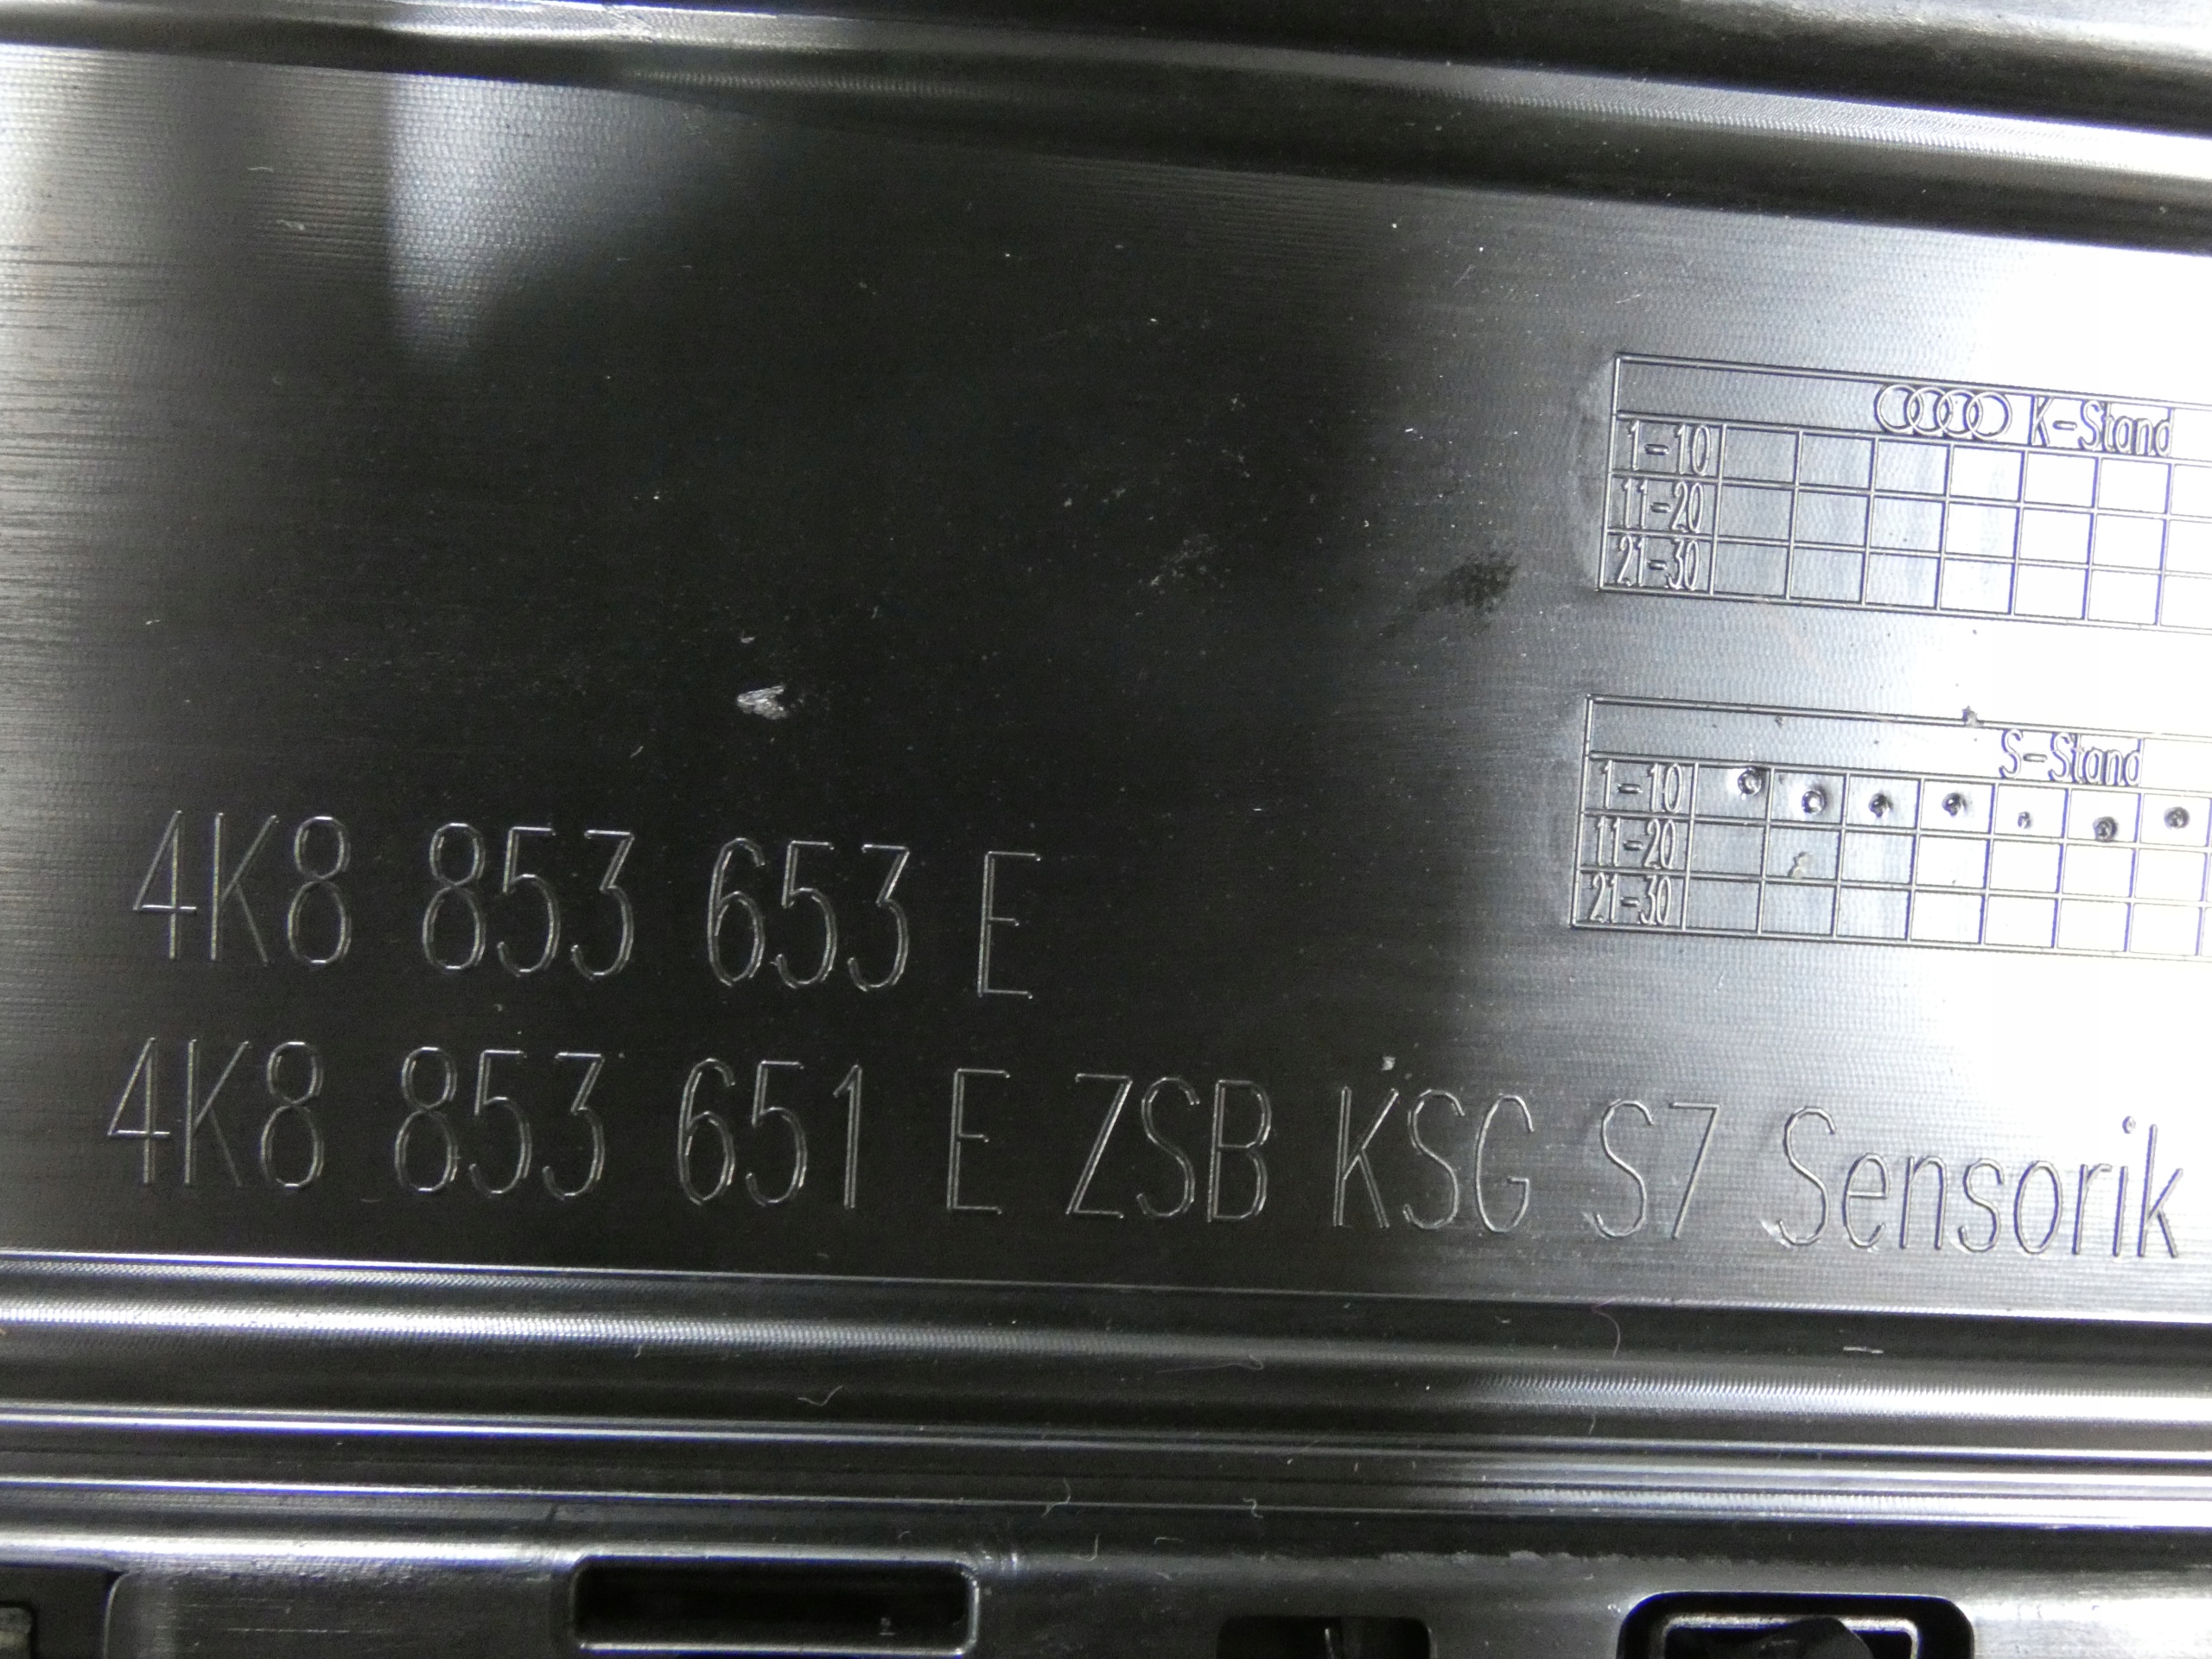 K-Stand
1-10
11-20
21-30
S-Stand
1-10
11-20
21-30
4K8 853 653 E
4K8 853 651 E ZSB KSG S7 Sensorik